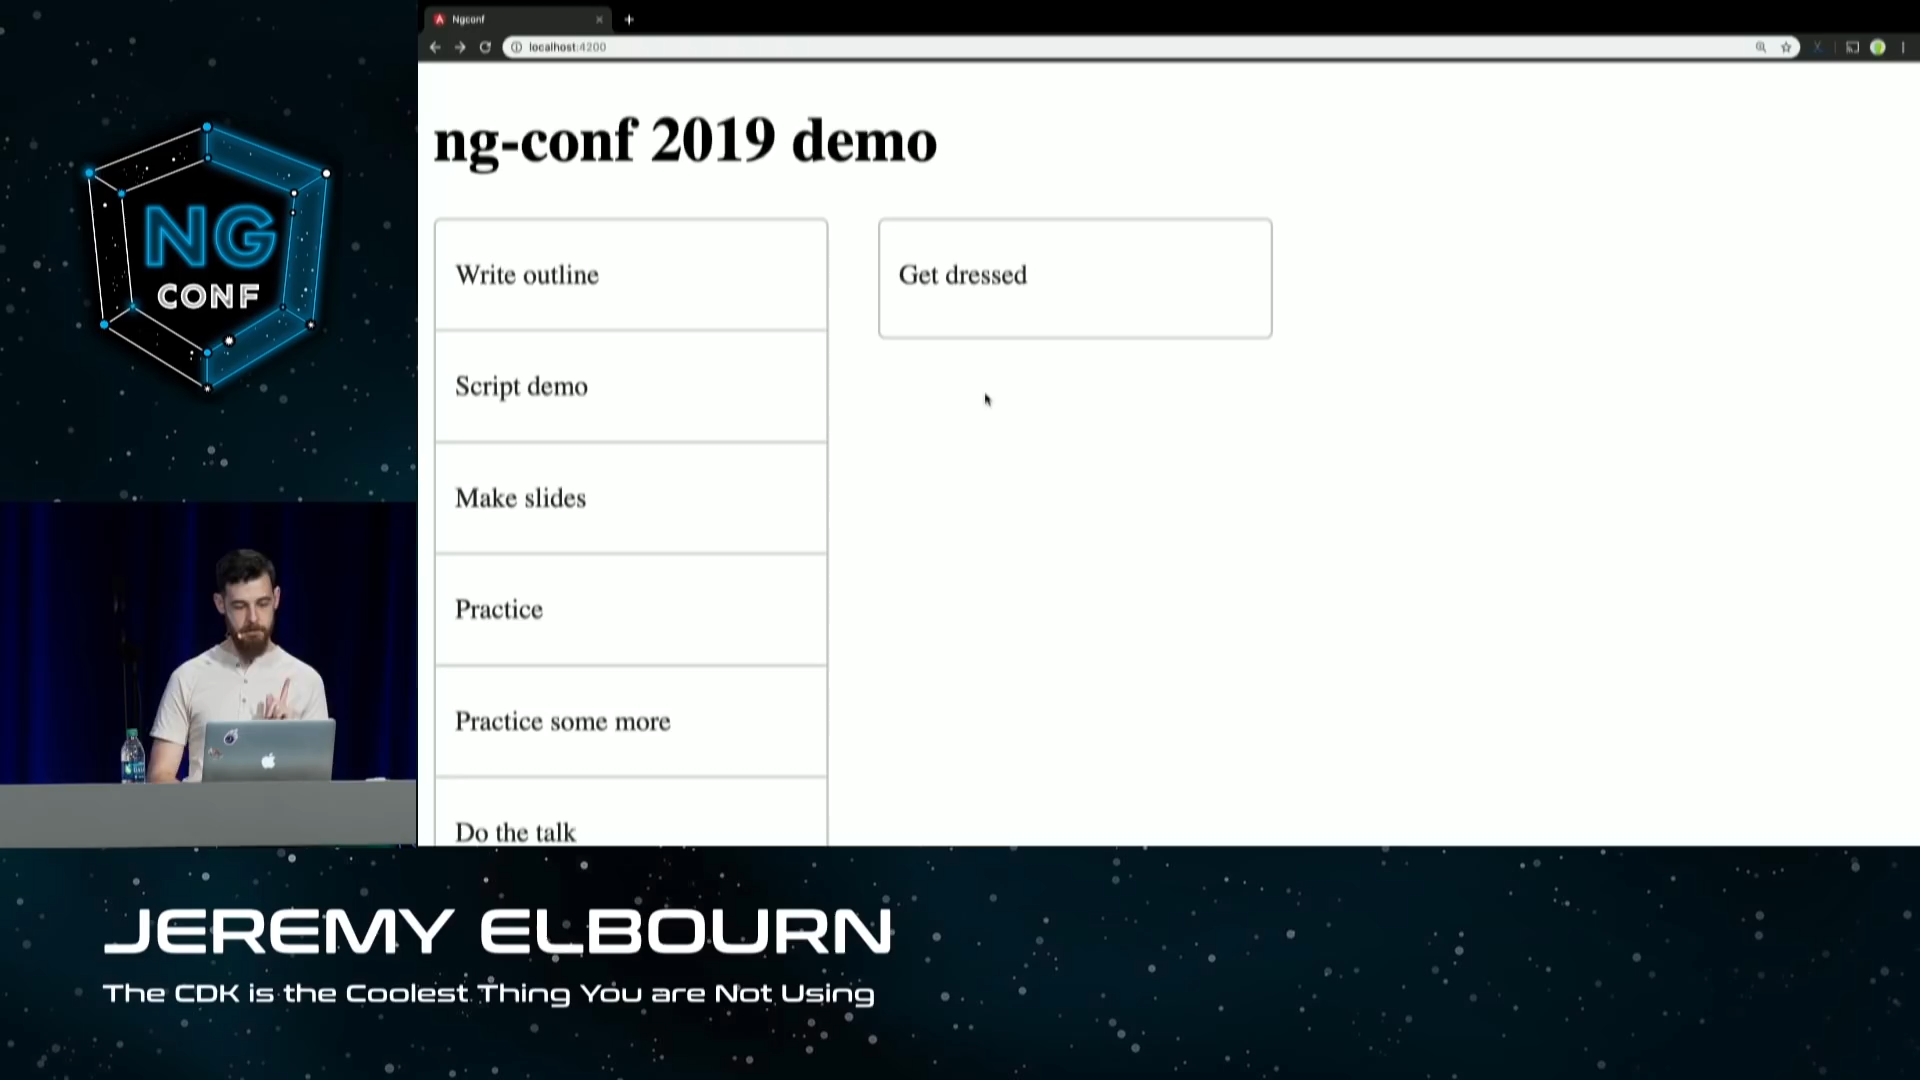 Ngconf
localhost:4200
NG
CONF
ng-conf 2019 demo
Write outline
Get dressed
Script demo
Make slides
Practice
Practice some more
Do the talk
JEREMY ELBOURN
The CDK is the Coolest Thing You are Not Using